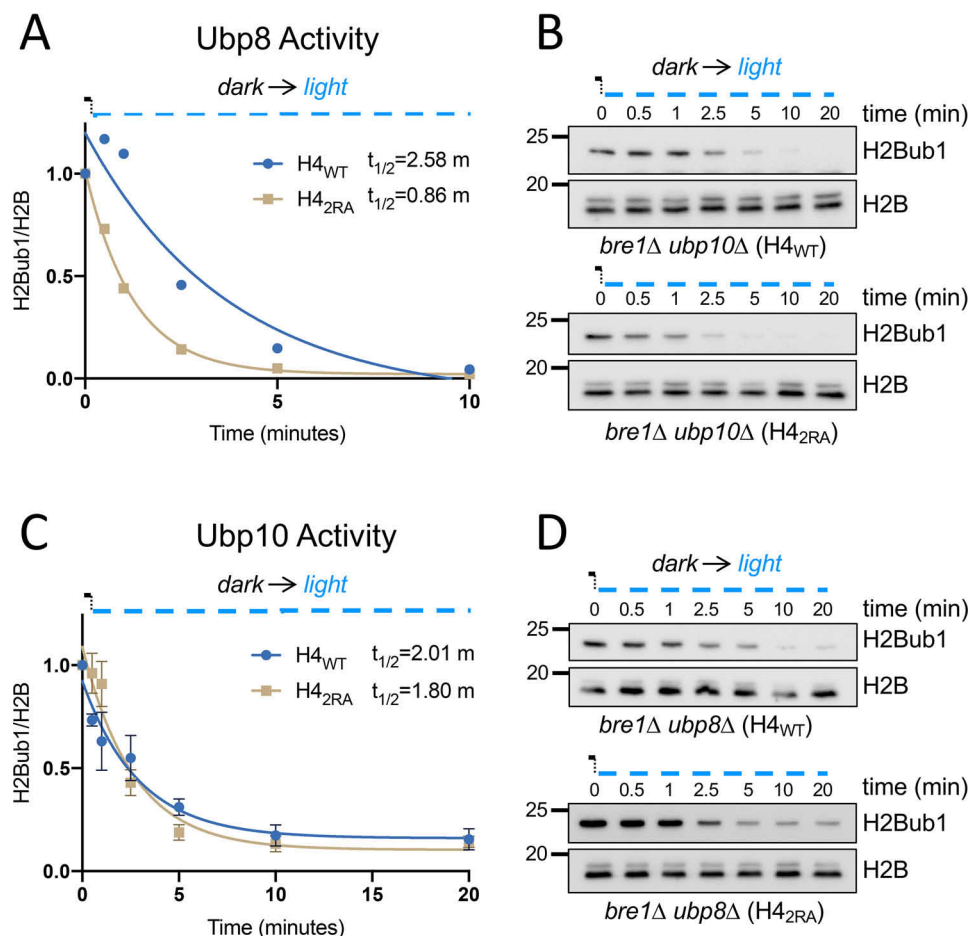 A
Ubp8 Activity
dark → light
H4WT t1/2=2.58 m
H42RA t1/2=0.86 m
1.0
0.5
0.0
H2Bub1/H2B
0 5 10
Time (minutes)
B
dark → light
0 0.5 1 2.5 5 10 20 time (min)
25
H2Bub1
20
H2B
bre1Δ ubp10Δ (H4WT)
0 0.5 1 2.5 5 10 20 time (min)
25
H2Bub1
20
H2B
bre1Δ ubp10Δ (H42RA)
C
Ubp10 Activity
dark → light
H4WT t1/2=2.01 m
H42RA t1/2=1.80 m
1.0
0.5
0.0
H2Bub1/H2B
0 5 10 15 20
Time (minutes)
D
dark → light
0 0.5 1 2.5 5 10 20 time (min)
25
H2Bub1
20
H2B
bre1Δ ubp8Δ (H4WT)
0 0.5 1 2.5 5 10 20 time (min)
25
H2Bub1
20
H2B
bre1Δ ubp8Δ (H42RA)